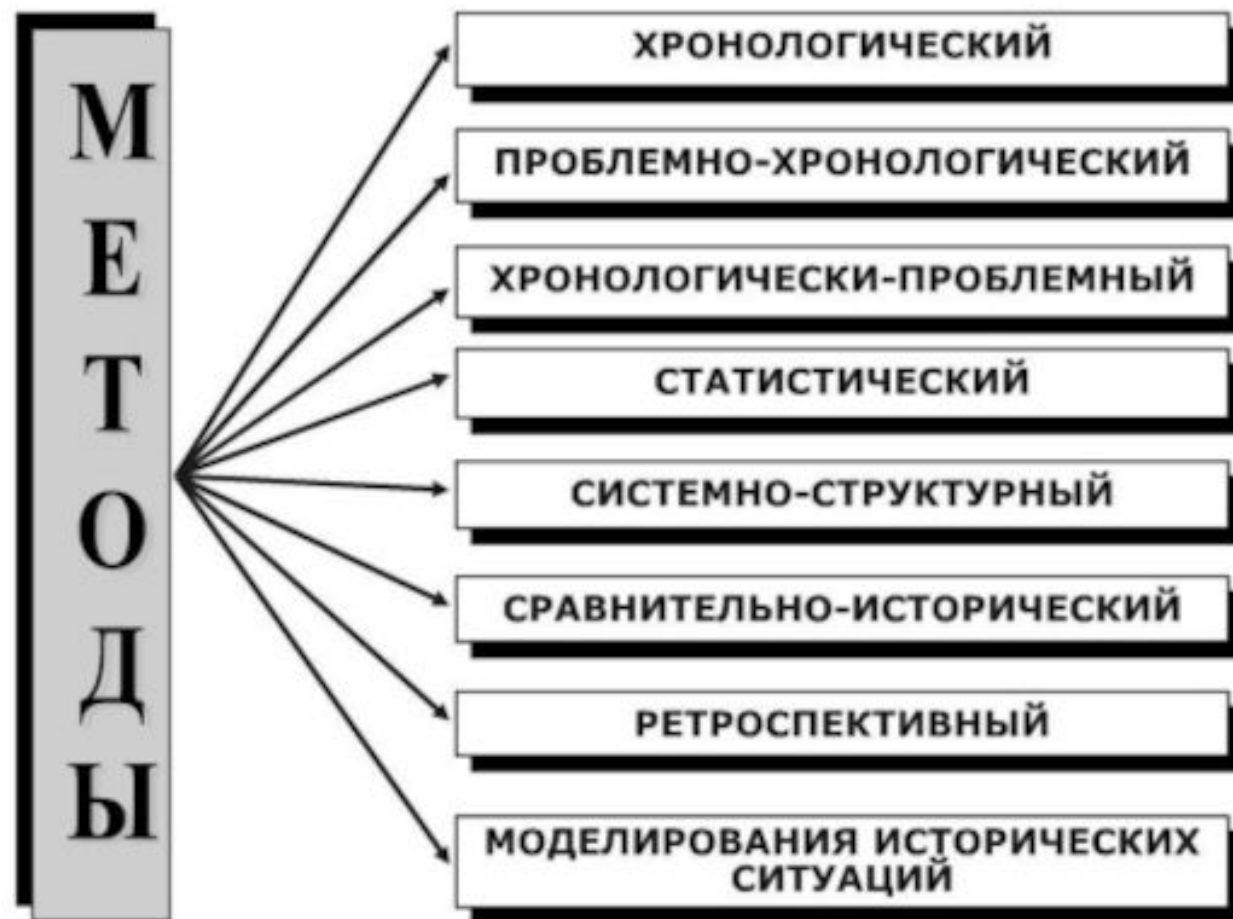 МЕТОДЫ
ХРОНОЛОГИЧЕСКИЙ
ПРОБЛЕМНО-ХРОНОЛОГИЧЕСКИЙ
ХРОНОЛОГИЧЕСКИ-ПРОБЛЕМНЫЙ
СТАТИСТИЧЕСКИЙ
СИСТЕМНО-СТРУКТУРНЫЙ
СРАВНИТЕЛЬНО-ИСТОРИЧЕСКИЙ
РЕТРОСПЕКТИВНЫЙ
МОДЕЛИРОВАНИЯ ИСТОРИЧЕСКИХ
СИТУАЦИЙ